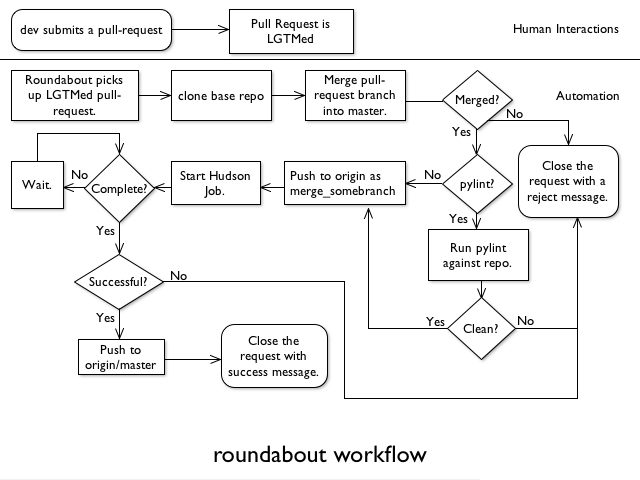 dev submits a pull-request
Pull Request is
LGTMed
Human Interactions
Roundabout picks
up LGTMed pull-
request.
clone base repo
Merge pull-
request branch
into master.
Merged?
Automation
No
Yes
Close the
request with a
reject message.
Wait.
No
Complete?
Start Hudson
Job.
Push to origin as
merge_somebranch
No
pylint?
Yes
Yes
Run pylint
against repo.
Successful?
No
Yes
Yes
Clean?
No
Push to
origin/master
Close the
request with
success message.
roundabout workflow